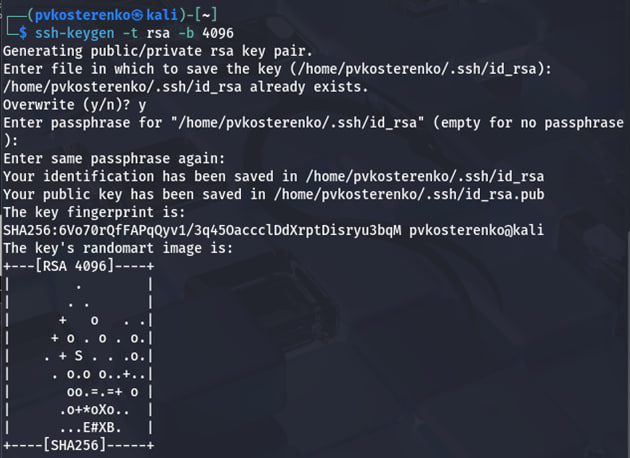 ┌──(pvkosterenko㉿kali)-[~]
└─$ ssh-keygen -t rsa -b 4096
Generating public/private rsa key pair.
Enter file in which to save the key (/home/pvkosterenko/.ssh/id_rsa):
/home/pvkosterenko/.ssh/id_rsa already exists.
Overwrite (y/n)? y
Enter passphrase for "/home/pvkosterenko/.ssh/id_rsa" (empty for no passphrase
):
Enter same passphrase again:
Your identification has been saved in /home/pvkosterenko/.ssh/id_rsa
Your public key has been saved in /home/pvkosterenko/.ssh/id_rsa.pub
The key fingerprint is:
SHA256:6Vo70rQfFAPqQyv1/3q45OaccclDdXrptDisryu3bqM pvkosterenko@kali
The key's randomart image is:
+---[RSA 4096]----+
|        .        |
|       . .       |
|      +   o   . .|
|     + o . o . o.|
|    . + S . . .o.|
|     . o.o o..+..|
|       oo.=.=+ o |
|      .o+*oXo..  |
|      ...E#XB.   |
+----[SHA256]-----+